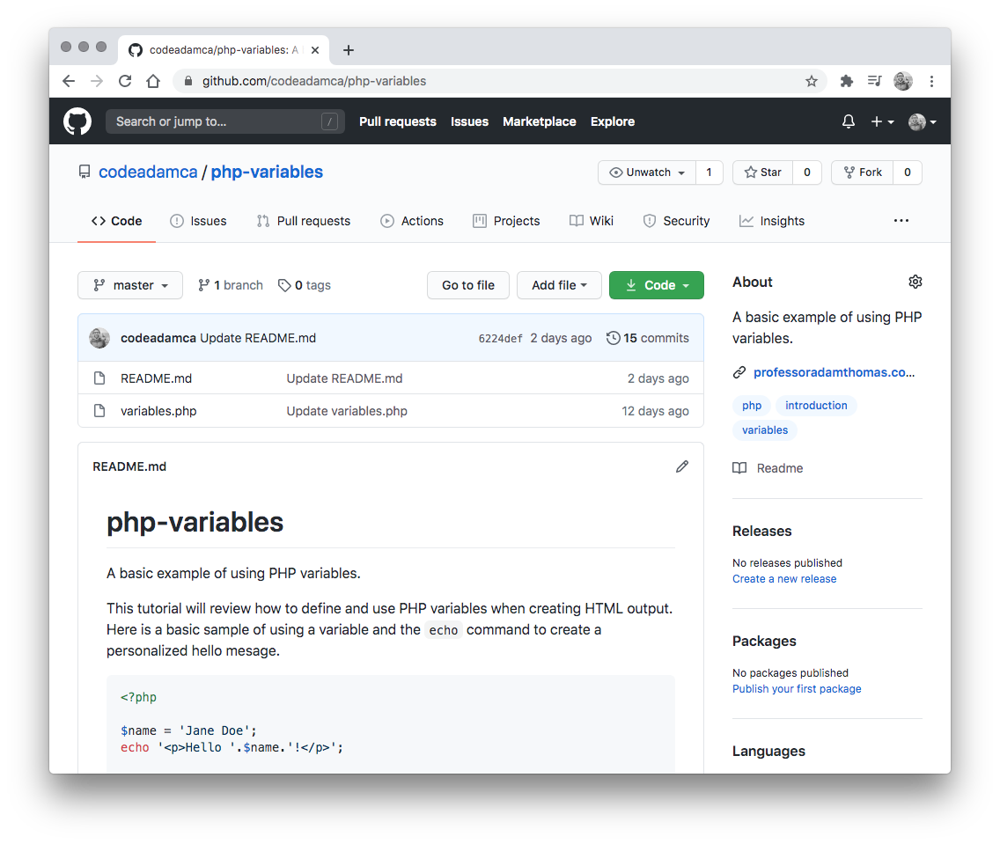 codeadamca/php-variables: A
github.com/codeadamca/php-variables
Search or jump to... / Pull requests Issues Marketplace Explore
codeadamca / php-variables Unwatch 1 Star 0 Fork 0
Code Issues Pull requests Actions Projects Wiki Security Insights
master 1 branch 0 tags Go to file Add file Code
codeadamca Update README.md 6224def 2 days ago 15 commits
README.md Update README.md 2 days ago
variables.php Update variables.php 12 days ago
README.md
php-variables
A basic example of using PHP variables.
This tutorial will review how to define and use PHP variables when creating HTML output.
Here is a basic sample of using a variable and the echo command to create a
personalized hello mesage.
<?php
$name = 'Jane Doe';
echo '<p>Hello '.$name.'!</p>';
About
A basic example of using PHP
variables.
professoradamthomas.co...
php introduction
variables
Readme
Releases
No releases published
Create a new release
Packages
No packages published
Publish your first package
Languages